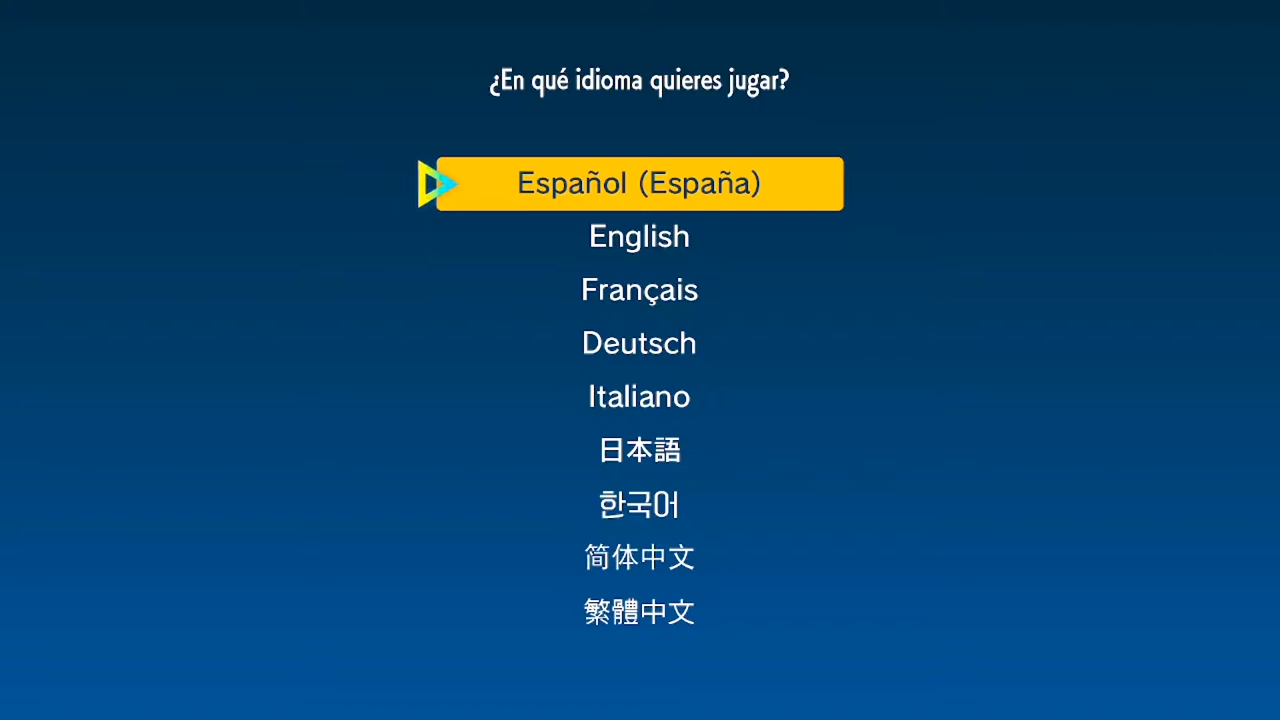 ¿En qué idioma quieres jugar?
Español (España)
English
Français
Deutsch
Italiano
日本語
한국어
简体中文
繁體中文